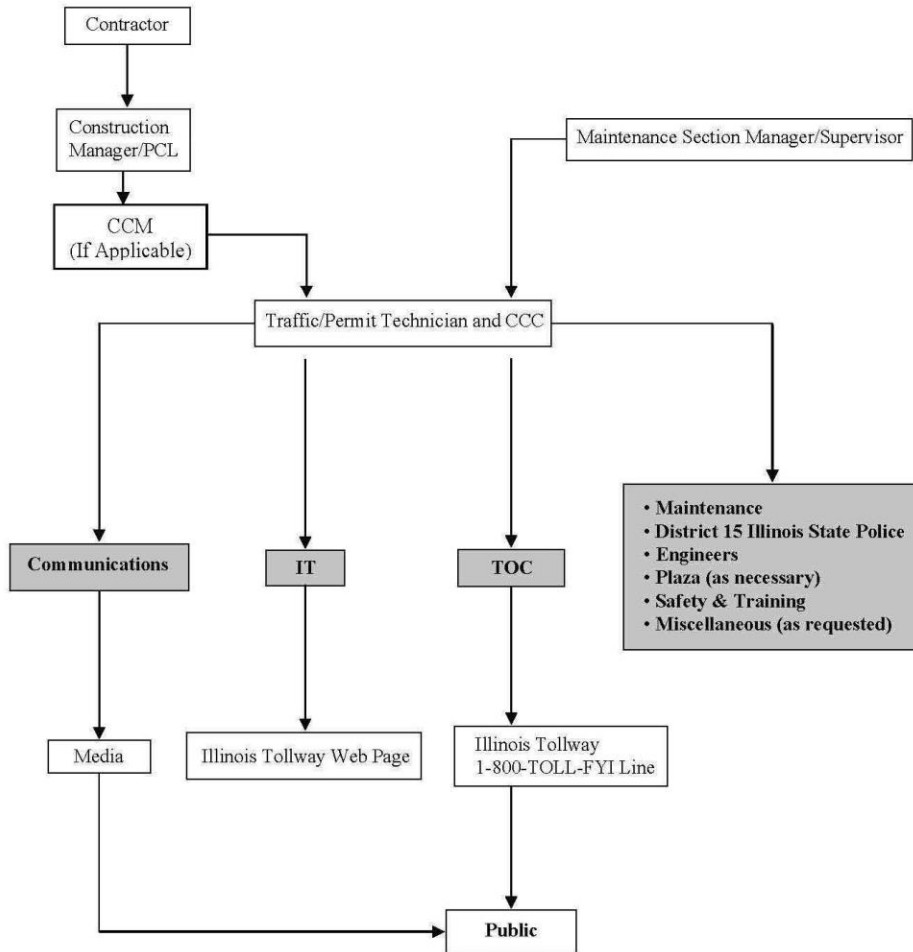 Contractor
Construction
Manager/PCL
Maintenance Section Manager/Supervisor
CCM
(If Applicable)
Traffic/Permit Technician and CCC
Communications
IT
TOC
• Maintenance
• District 15 Illinois State Police
• Engineers
• Plaza (as necessary)
• Safety & Training
• Miscellaneous (as requested)
Media
Illinois Tollway Web Page
Illinois Tollway
1-800-TOLL-FYI Line
Public